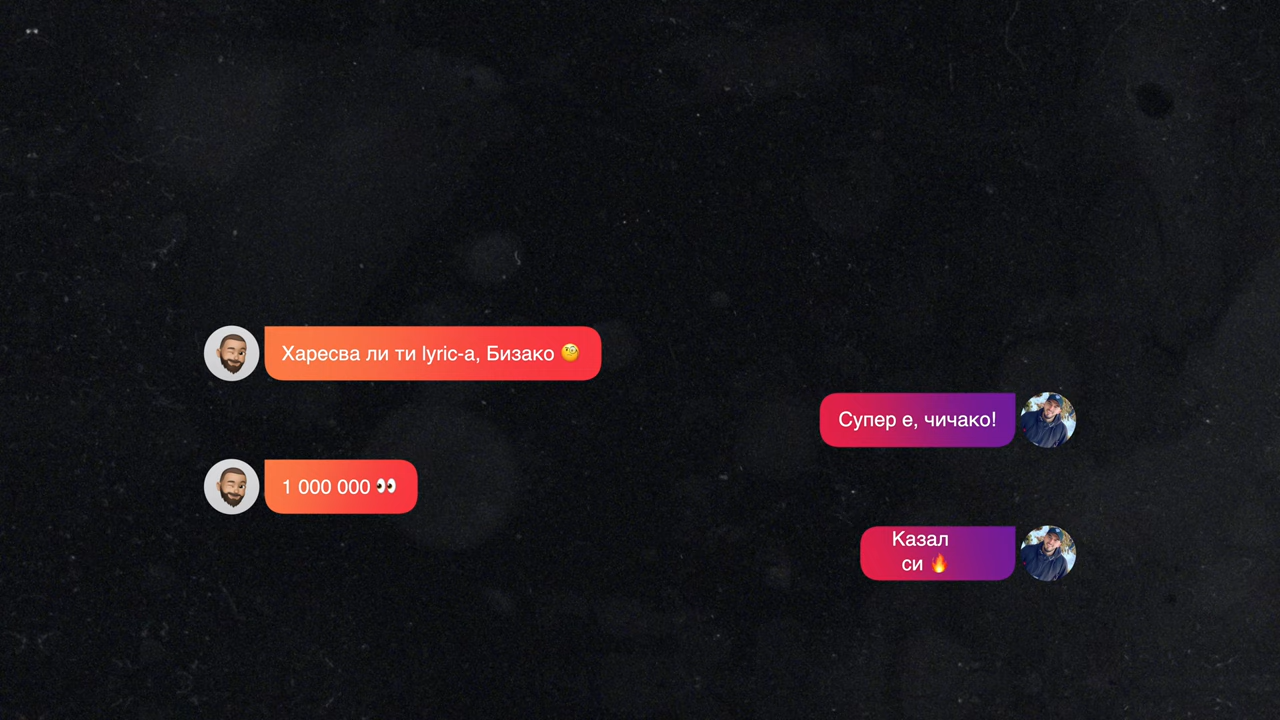 Харесва ли ти lyric-а, Бизако 🧐
Супер е, чичако!
1 000 000 👀
Казал
си 🔥